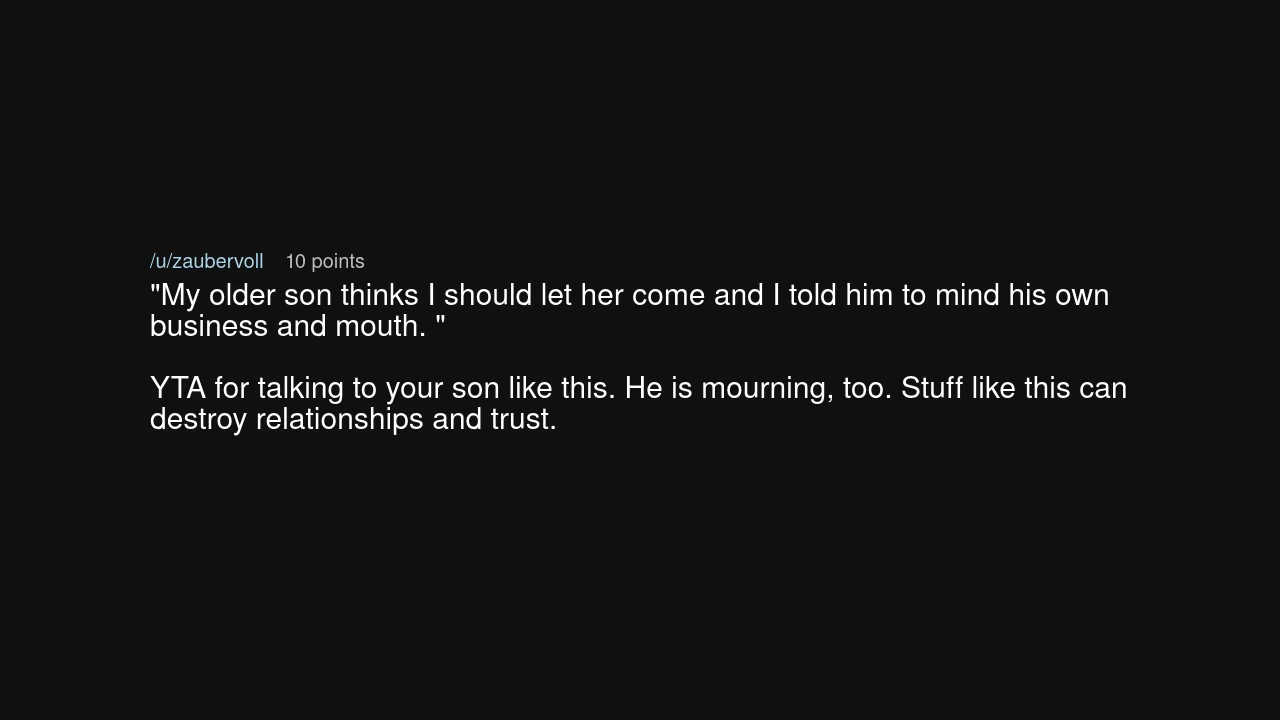 /u/zaubervoll 10 points
"My older son thinks I should let her come and I told him to mind his own
business and mouth. "
YTA for talking to your son like this. He is mourning, too. Stuff like this can
destroy relationships and trust.